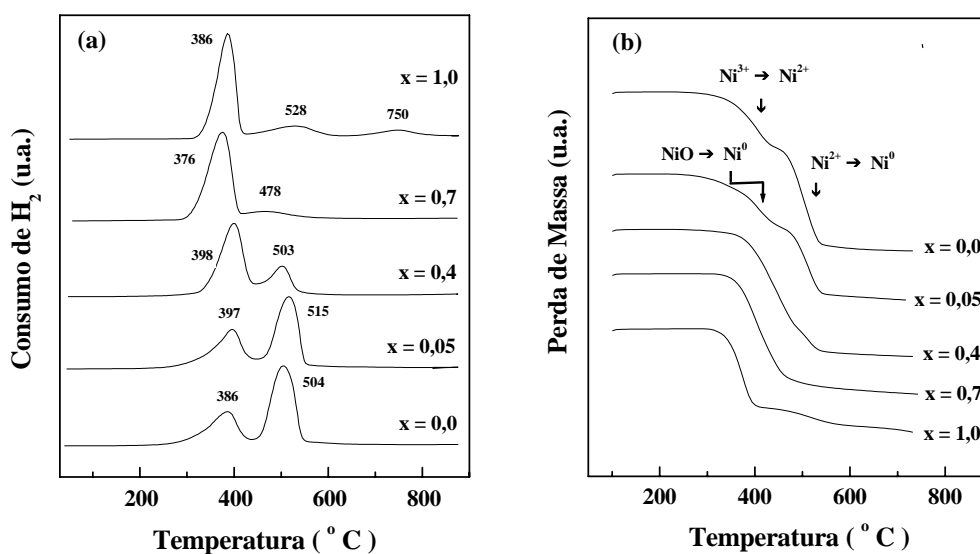 (a)
386
x = 1,0
528
750
376
x = 0,7
478
398
503
x = 0,4
397
515
x = 0,05
386
504
x = 0,0
Consumo de H2 (u.a.)
200 400 600 800
Temperatura ( °C )
(b)
Ni3+ → Ni2+
NiO → Ni0
Ni2+ → Ni0
x = 0,0
x = 0,05
x = 0,4
x = 0,7
x = 1,0
Perda de Massa (u.a.)
200 400 600 800
Temperatura ( °C )